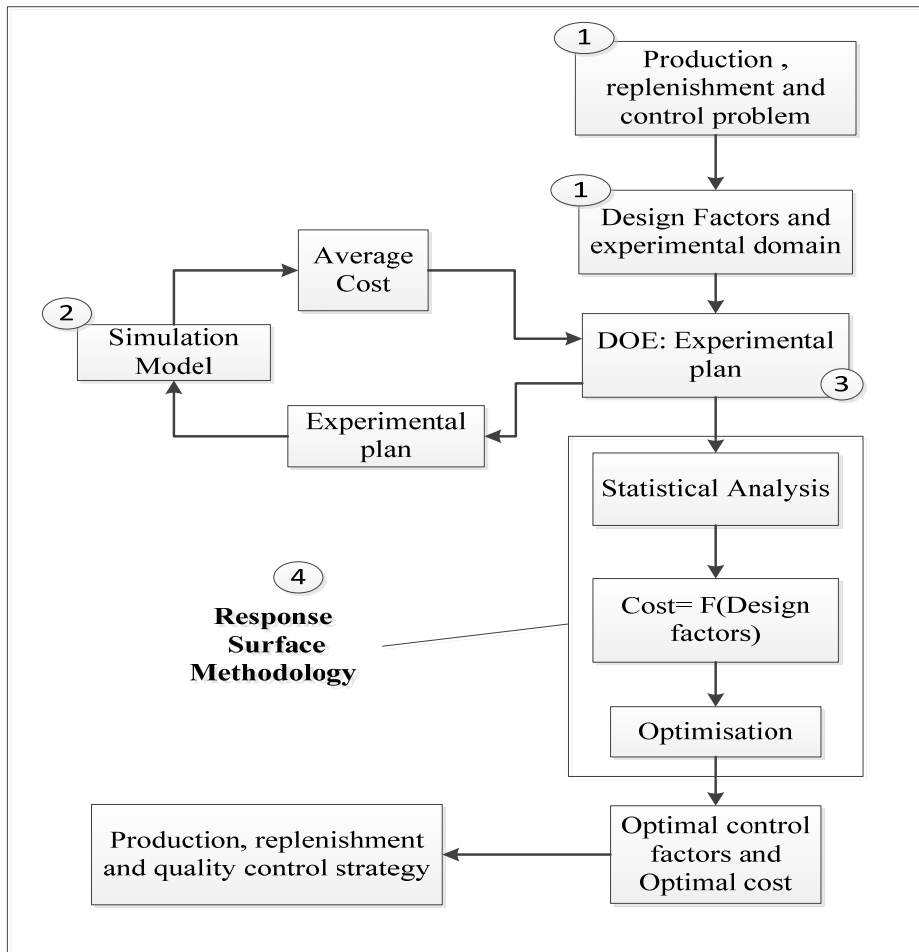 1
Production ,
replenishment and
control problem
1
Design Factors and
experimental domain
Average
Cost
2
Simulation
Model
DOE: Experimental
plan
3
Experimental
plan
Statistical Analysis
4
Response
Surface
Methodology
Cost= F(Design
factors)
Optimisation
Production, replenishment
and quality control strategy
Optimal control
factors and
Optimal cost